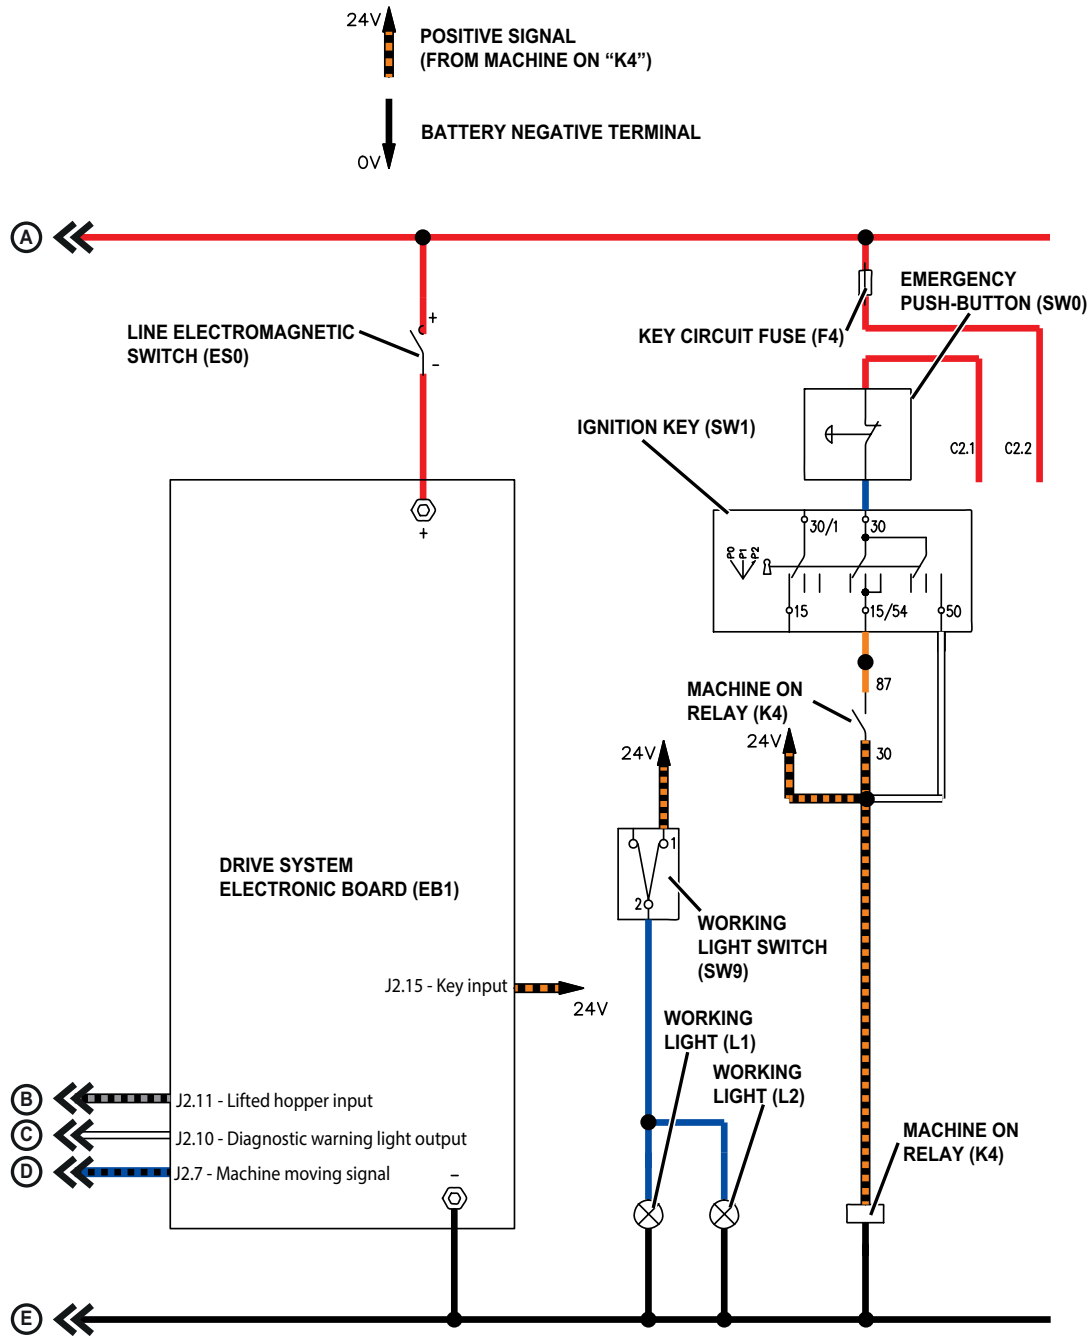 24V
POSITIVE SIGNAL
(FROM MACHINE ON “K4”)
BATTERY NEGATIVE TERMINAL
0V
A
EMERGENCY
PUSH-BUTTON (SW0)
LINE ELECTROMAGNETIC
SWITCH (ES0)
+
−
KEY CIRCUIT FUSE (F4)
IGNITION KEY (SW1)
C2.1
C2.2
+
30/1
30
P0
P1
P2
15
15/54
50
87
MACHINE ON
RELAY (K4)
24V
24V
30
1
2
DRIVE SYSTEM
ELECTRONIC BOARD (EB1)
WORKING
LIGHT SWITCH
(SW9)
J2.15 - Key input
24V
WORKING
LIGHT (L1)
WORKING
LIGHT (L2)
B
J2.11 - Lifted hopper input
C
J2.10 - Diagnostic warning light output
D
J2.7 - Machine moving signal
−
MACHINE ON
RELAY (K4)
E